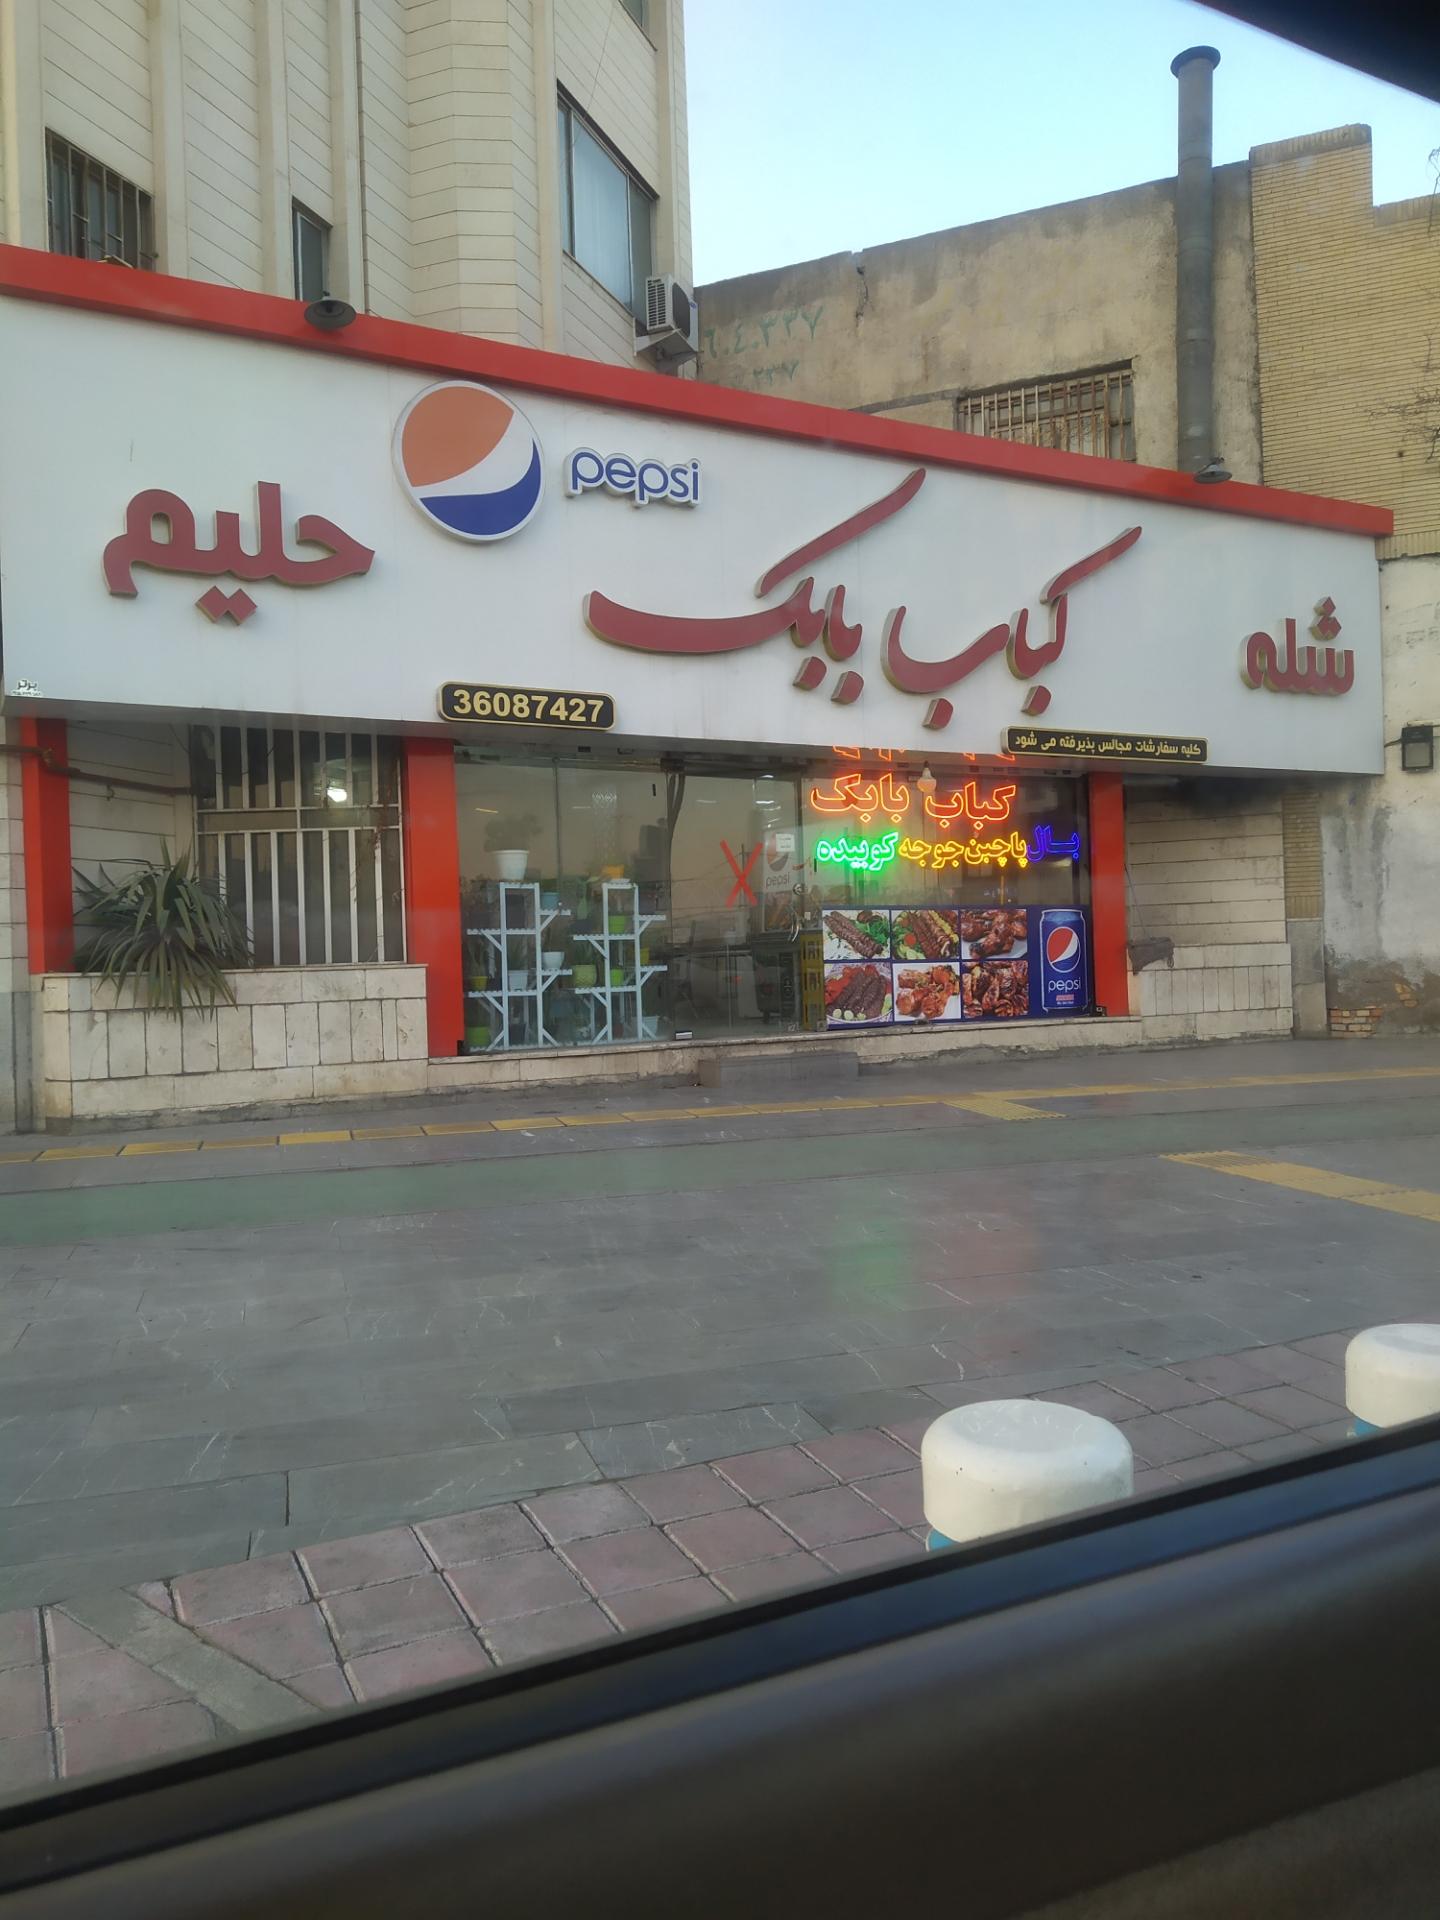 شله
کباب بابک
pepsi
حلیم
36087427
کلیه سفارشات مجالس پذیرفته می شود
برتر
کباب بابک
بال پاچین جوجه کوبیده
pepsi
pepsi